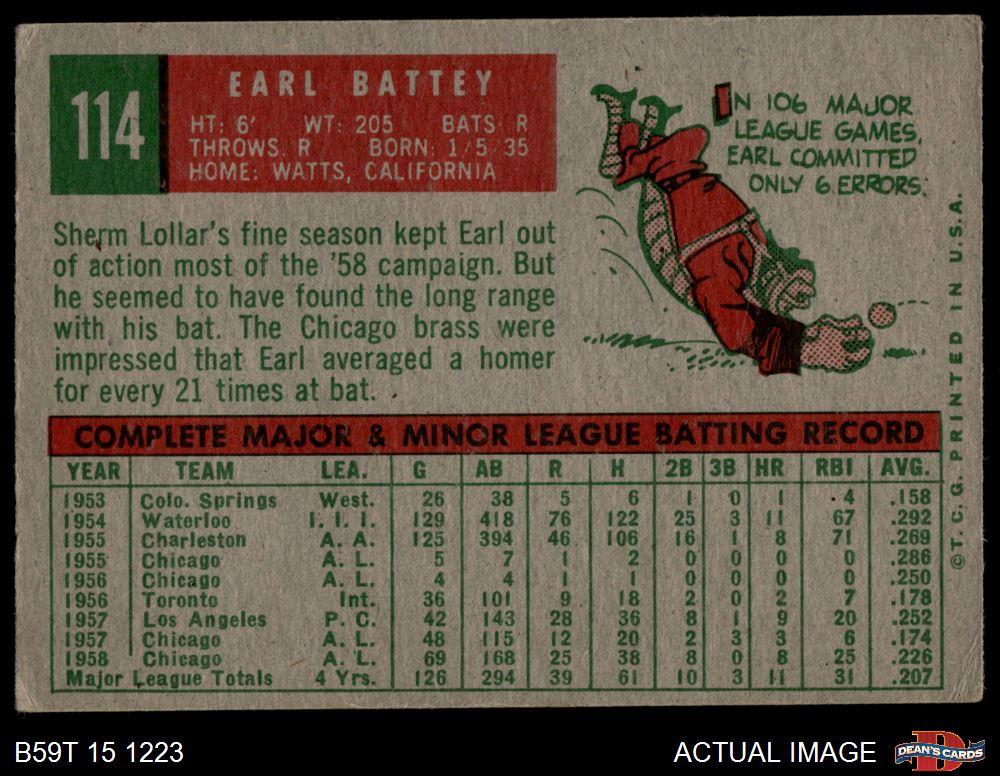 114
EARL BATTEY
HT: 6' WT: 205 BATS: R
THROWS: R BORN: 1/5/35
HOME: WATTS, CALIFORNIA
IN 106 MAJOR
LEAGUE GAMES,
EARL COMMITTED
ONLY 6 ERRORS.
Sherm Lollar's fine season kept Earl out
of action most of the '58 campaign. But
he seemed to have found the long range
with his bat. The Chicago brass were
impressed that Earl averaged a homer
for every 21 times at bat.
COMPLETE MAJOR & MINOR LEAGUE BATTING RECORD
YEAR TEAM LEA. G AB R H 2B 3B HR RBI AVG.
1953 Colo. Springs West. 26 38 5 6 1 0 1 4 .158
1954 Waterloo I. I. I. 129 418 76 122 25 3 11 67 .292
1955 Charleston A. A. 125 394 46 106 16 1 8 71 .269
1955 Chicago A. L. 5 7 1 2 0 0 0 0 .286
1956 Chicago A. L. 4 4 1 1 0 0 0 0 .250
1956 Toronto Int. 36 101 9 18 2 0 2 7 .178
1957 Los Angeles P. C. 42 143 28 36 8 1 9 20 .252
1957 Chicago A. L. 48 115 12 20 2 3 3 6 .174
1958 Chicago A. L. 69 168 25 38 8 0 8 25 .226
Major League Totals 4 Yrs. 126 294 39 61 10 3 11 31 .207
©T. C. G. PRINTED IN U.S.A.
B59T 15 1223
ACTUAL IMAGE
D
DEAN'S CARDS